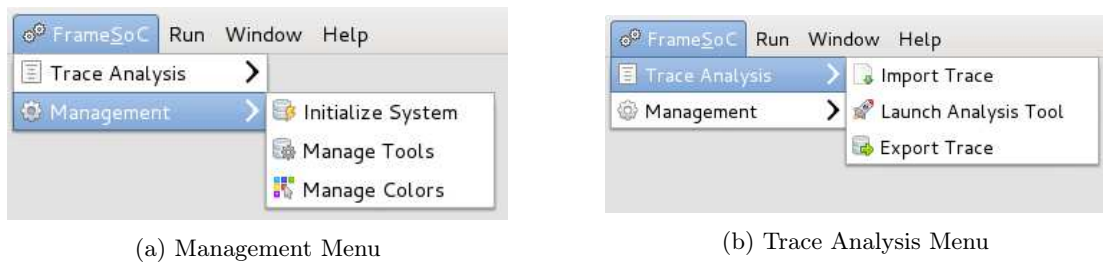 FrameSoC Run Window Help
Trace Analysis
Management
Initialize System
Manage Tools
Manage Colors
(a) Management Menu
FrameSoC Run Window Help
Trace Analysis
Import Trace
Management
Launch Analysis Tool
Export Trace
(b) Trace Analysis Menu